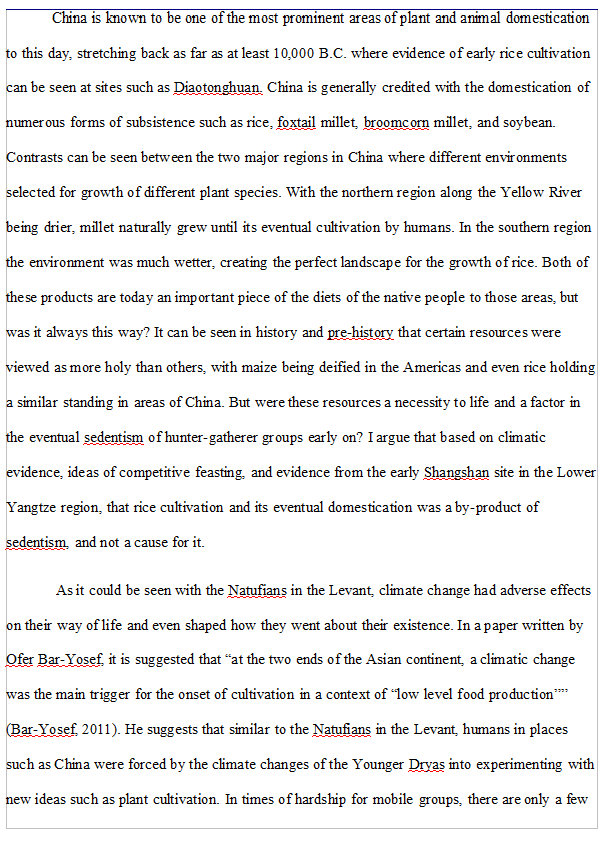 China is known to be one of the most prominent areas of plant and animal domestication
to this day, stretching back as far as at least 10,000 B.C. where evidence of early rice cultivation
can be seen at sites such as Diaotonghuan. China is generally credited with the domestication of
numerous forms of subsistence such as rice, foxtail millet, broomcorn millet, and soybean.
Contrasts can be seen between the two major regions in China where different environments
selected for growth of different plant species. With the northern region along the Yellow River
being drier, millet naturally grew until its eventual cultivation by humans. In the southern region
the environment was much wetter, creating the perfect landscape for the growth of rice. Both of
these products are today an important piece of the diets of the native people to those areas, but
was it always this way? It can be seen in history and pre-history that certain resources were
viewed as more holy than others, with maize being deified in the Americas and even rice holding
a similar standing in areas of China. But were these resources a necessity to life and a factor in
the eventual sedentism of hunter-gatherer groups early on? I argue that based on climatic
evidence, ideas of competitive feasting, and evidence from the early Shangshan site in the Lower
Yangtze region, that rice cultivation and its eventual domestication was a by-product of
sedentism, and not a cause for it.
As it could be seen with the Natufians in the Levant, climate change had adverse effects
on their way of life and even shaped how they went about their existence. In a paper written by
Ofer Bar-Yosef, it is suggested that “at the two ends of the Asian continent, a climatic change
was the main trigger for the onset of cultivation in a context of “low level food production””
(Bar-Yosef, 2011). He suggests that similar to the Natufians in the Levant, humans in places
such as China were forced by the climate changes of the Younger Dryas into experimenting with
new ideas such as plant cultivation. In times of hardship for mobile groups, there are only a few